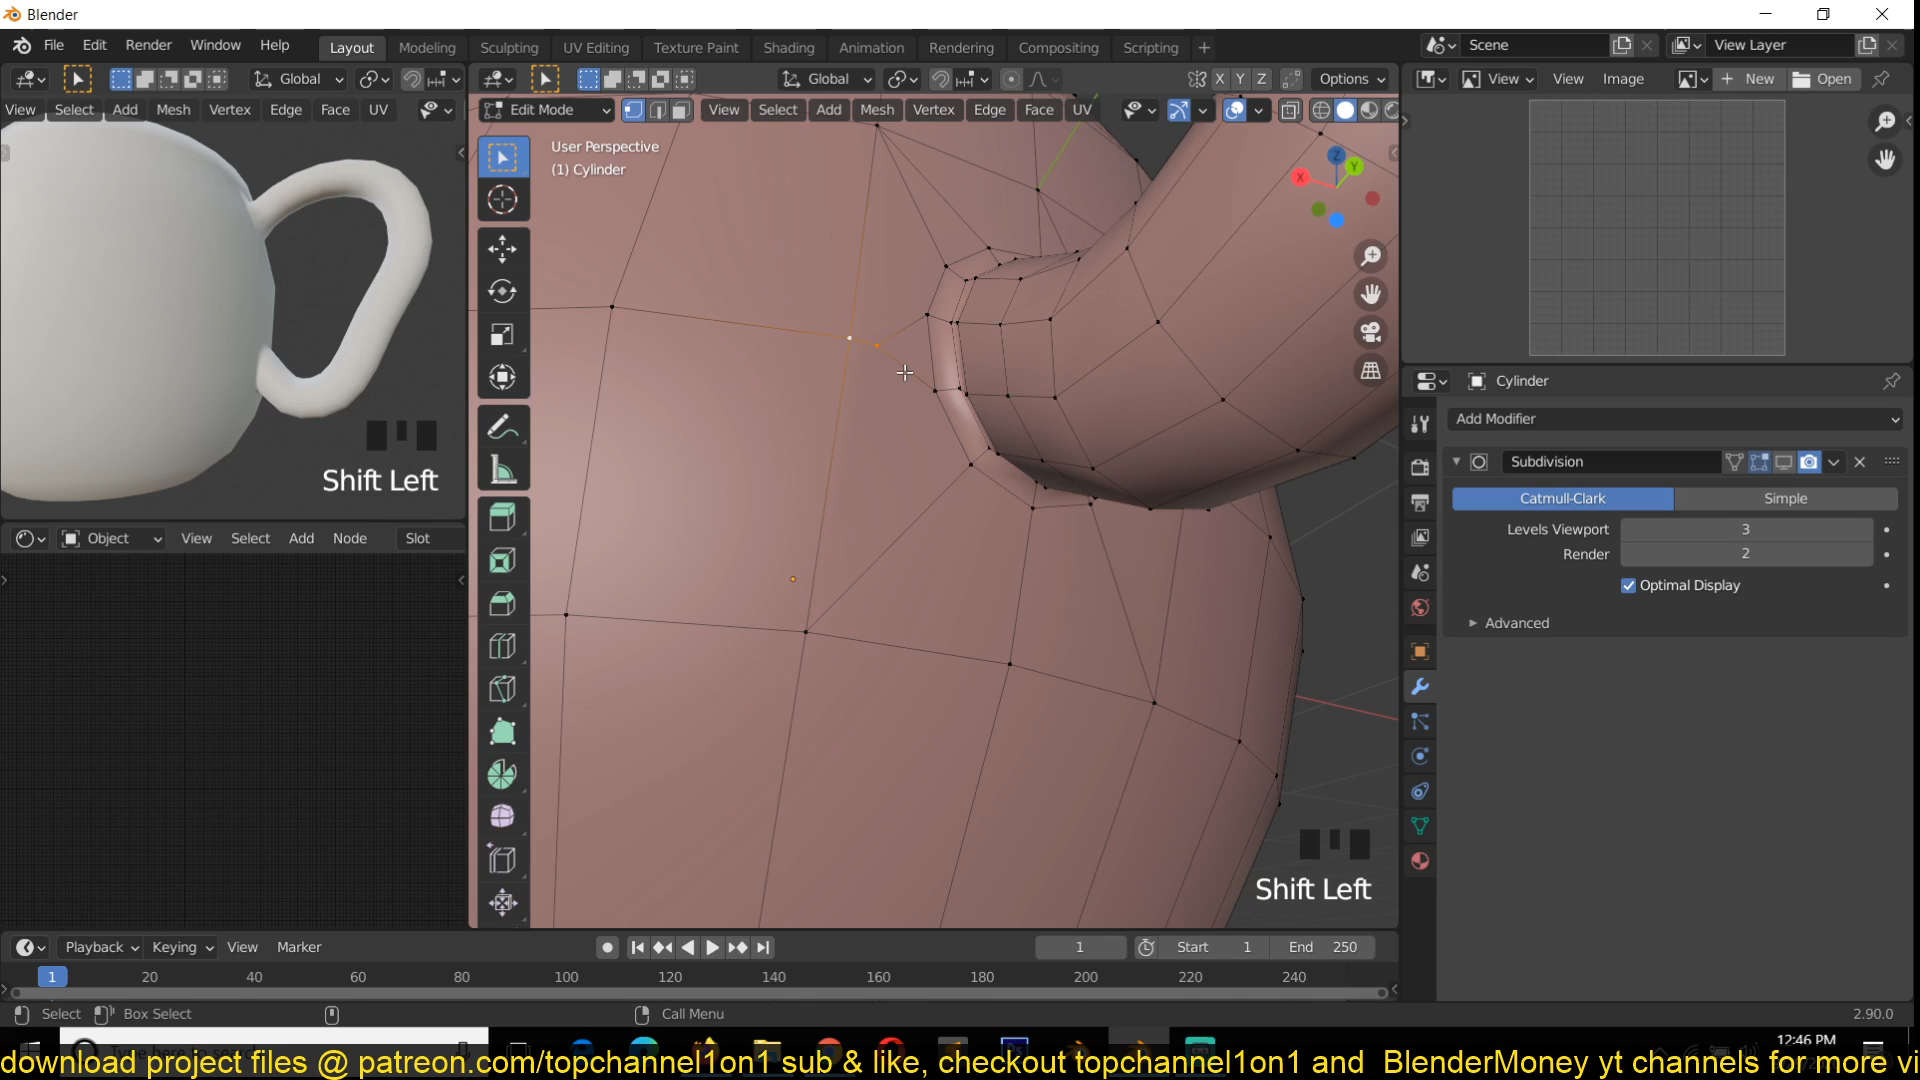 Blender
File Edit Render Window Help Layout Modeling Sculpting UV Editing Texture Paint Shading Animation Rendering Compositing Scripting + Scene View Layer
Global Global X Y Z Options View View Image New Open
View Select Add Mesh Vertex Edge Face UV Edit Mode View Select Add Mesh Vertex Edge Face UV
User Perspective
(1) Cylinder
Z
Y
X
Cylinder
Add Modifier
Subdivision
Catmull-Clark Simple
Levels Viewport 3
Render 2
Optimal Display
Advanced
Shift Left
Object View Select Add Node Slot
Shift Left
Playback Keying View Marker 1 Start 1 End 250
1 20 40 60 80 100 120 140 160 180 200 220 240
Select Box Select Call Menu 2.90.0
12:46 PM
download project files @ patreon.com/topchannel1on1 sub & like, checkout topchannel1on1 and BlenderMoney yt channels for more vi